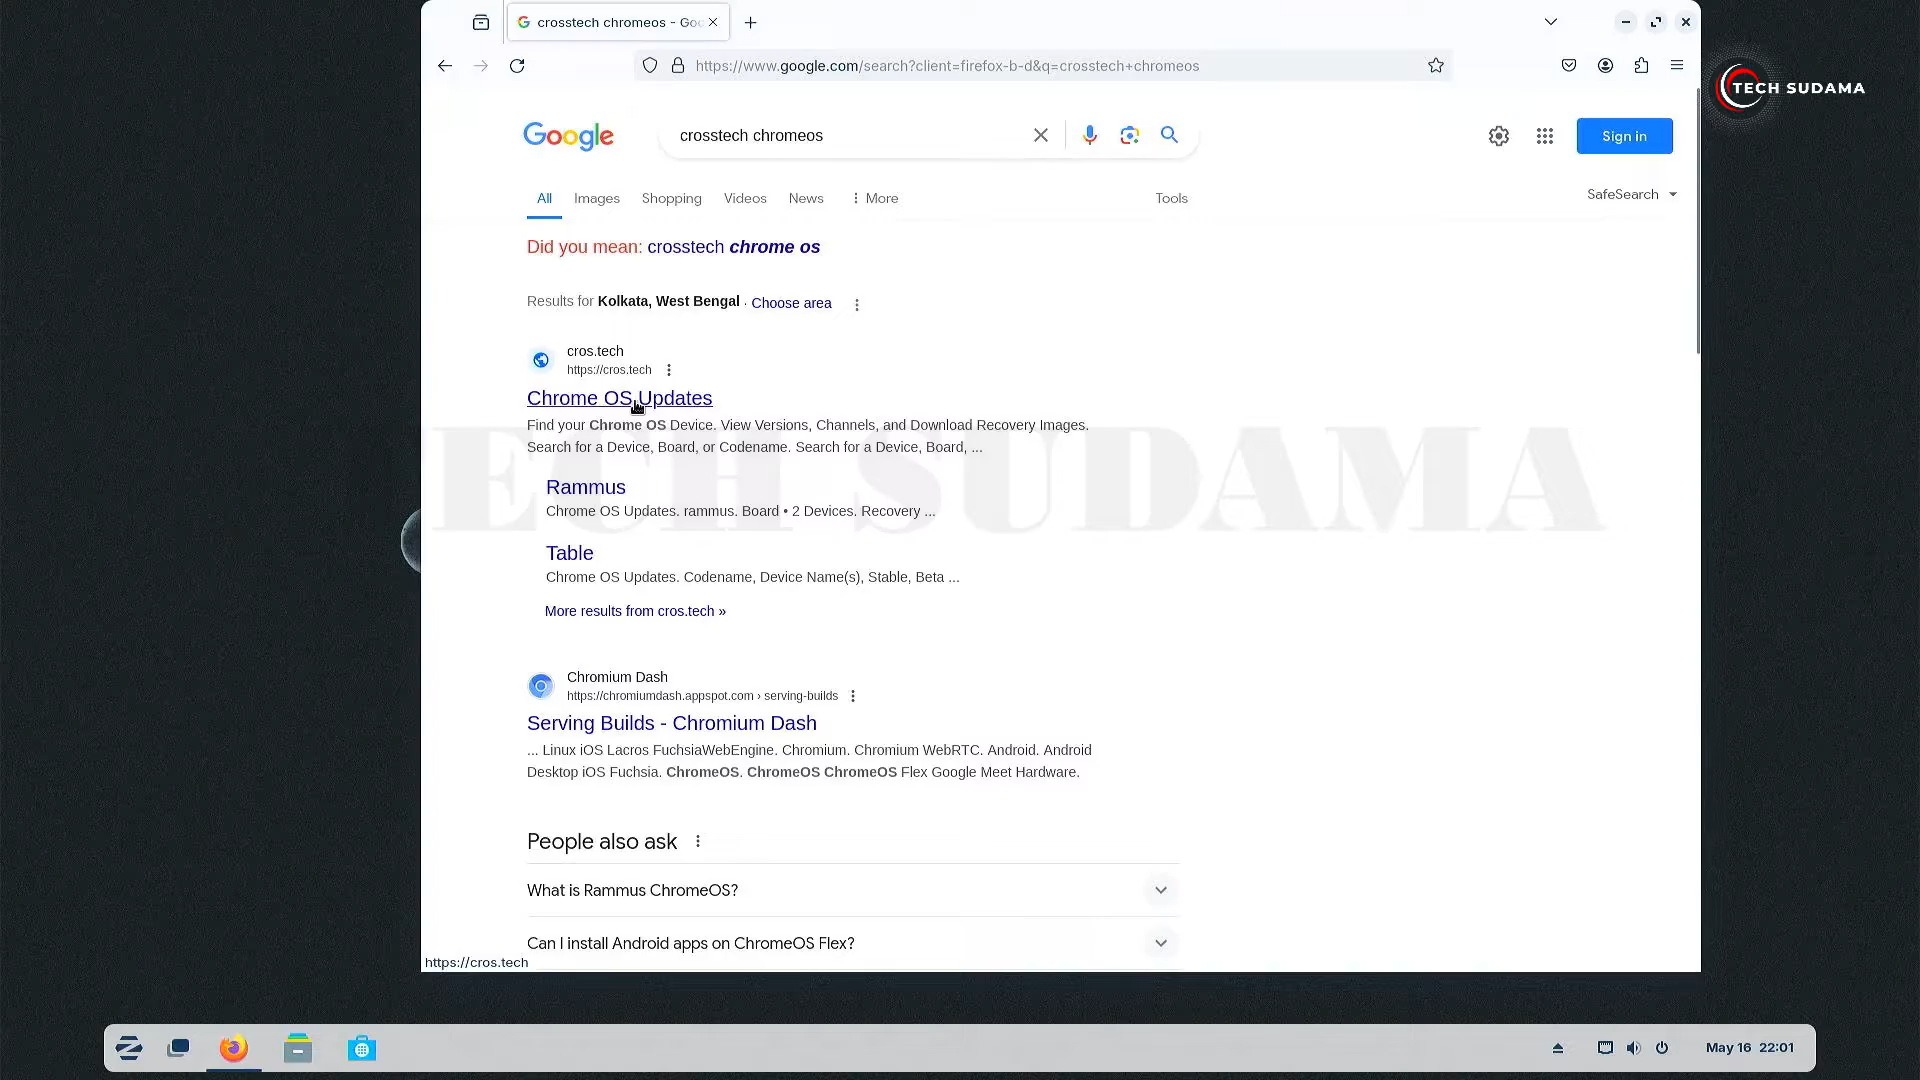 crosstech chromeos - Goo
https://www.google.com/search?client=firefox-b-d&q=crosstech+chromeos
TECH SUDAMA
Google
crosstech chromeos
Sign in
All
Images
Shopping
Videos
News
More
Tools
SafeSearch
Did you mean: crosstech chrome os
Results for Kolkata, West Bengal · Choose area
cros.tech
https://cros.tech
Chrome OS Updates
Find your Chrome OS Device. View Versions, Channels, and Download Recovery Images.
Search for a Device, Board, or Codename. Search for a Device, Board, ...
TECH SUDAMA
Rammus
Chrome OS Updates. rammus. Board • 2 Devices. Recovery ...
Table
Chrome OS Updates. Codename, Device Name(s), Stable, Beta ...
More results from cros.tech »
Chromium Dash
https://chromiumdash.appspot.com › serving-builds
Serving Builds - Chromium Dash
... Linux iOS Lacros FuchsiaWebEngine. Chromium. Chromium WebRTC. Android. Android
Desktop iOS Fuchsia. ChromeOS. ChromeOS ChromeOS Flex Google Meet Hardware.
People also ask
What is Rammus ChromeOS?
Can I install Android apps on ChromeOS Flex?
https://cros.tech
May 16 22:01